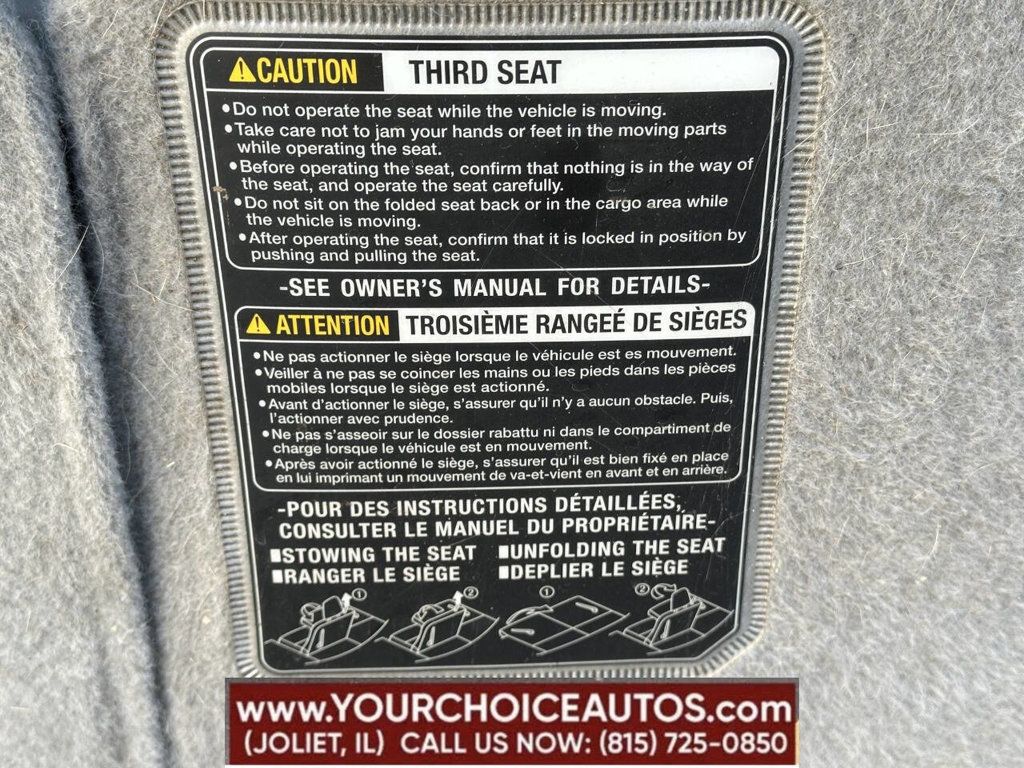 ⚠CAUTION THIRD SEAT
•Do not operate the seat while the vehicle is moving.
•Take care not to jam your hands or feet in the moving parts
while operating the seat.
•Before operating the seat, confirm that nothing is in the way of
the seat, and operate the seat carefully.
•Do not sit on the folded seat back or in the cargo area while
the vehicle is moving.
•After operating the seat, confirm that it is locked in position by
pushing and pulling the seat.
-SEE OWNER'S MANUAL FOR DETAILS-
⚠ATTENTION TROISIÈME RANGEÉ DE SIÈGES
•Ne pas actionner le siège lorsque le véhicule est es mouvement.
•Veiller à ne pas se coincer les mains ou les pieds dans les pièces
mobiles lorsque le siège est actionné.
•Avant d'actionner le siège, s'assurer qu'il n'y a aucun obstacle. Puis,
l'actionner avec prudence.
•Ne pas s'asseoir sur le dossier rabattu ni dans le compartiment de
charge lorsque le véhicule est en mouvement.
•Après avoir actionné le siège, s'assurer qu'il est bien fixé en place
en lui imprimant un mouvement de va-et-vient en avant et en arrière.
-POUR DES INSTRUCTIONS DÉTAILLÉES,
CONSULTER LE MANUEL DU PROPRIÉTAIRE-
■STOWING THE SEAT ■UNFOLDING THE SEAT
■RANGER LE SIÈGE ■DEPLIER LE SIÈGE
① ② ① ②
www.YOURCHOICEAUTOS.com
(JOLIET, IL) CALL US NOW: (815) 725-0850